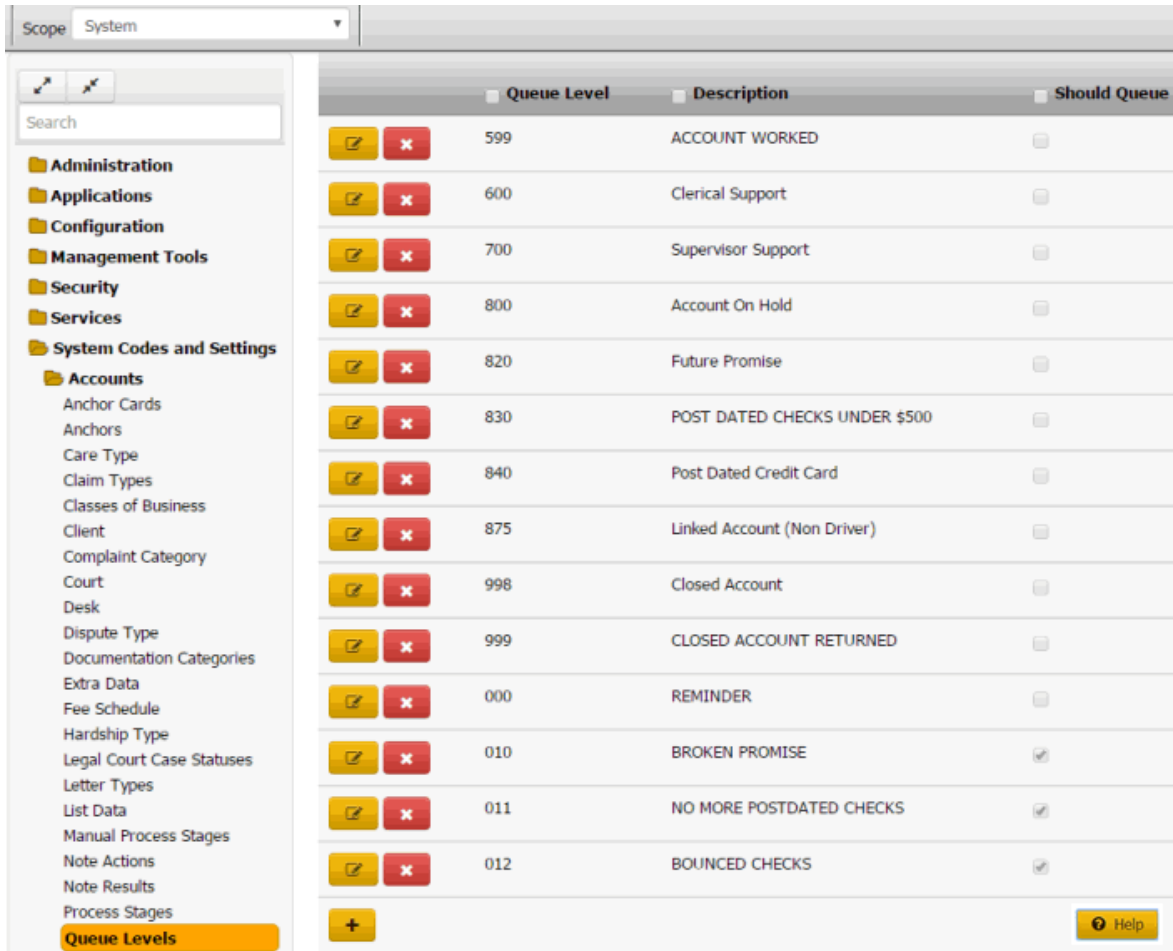 Scope System
Search
Administration
Applications
Configuration
Management Tools
Security
Services
System Codes and Settings
Accounts
Anchor Cards
Anchors
Care Type
Claim Types
Classes of Business
Client
Complaint Category
Court
Desk
Dispute Type
Documentation Categories
Extra Data
Fee Schedule
Hardship Type
Legal Court Case Statuses
Letter Types
List Data
Manual Process Stages
Note Actions
Note Results
Process Stages
Queue Levels
Queue Level Description Should Queue
599 ACCOUNT WORKED
600 Clerical Support
700 Supervisor Support
800 Account On Hold
820 Future Promise
830 POST DATED CHECKS UNDER $500
840 Post Dated Credit Card
875 Linked Account (Non Driver)
998 Closed Account
999 CLOSED ACCOUNT RETURNED
000 REMINDER
010 BROKEN PROMISE
011 NO MORE POSTDATED CHECKS
012 BOUNCED CHECKS
Help